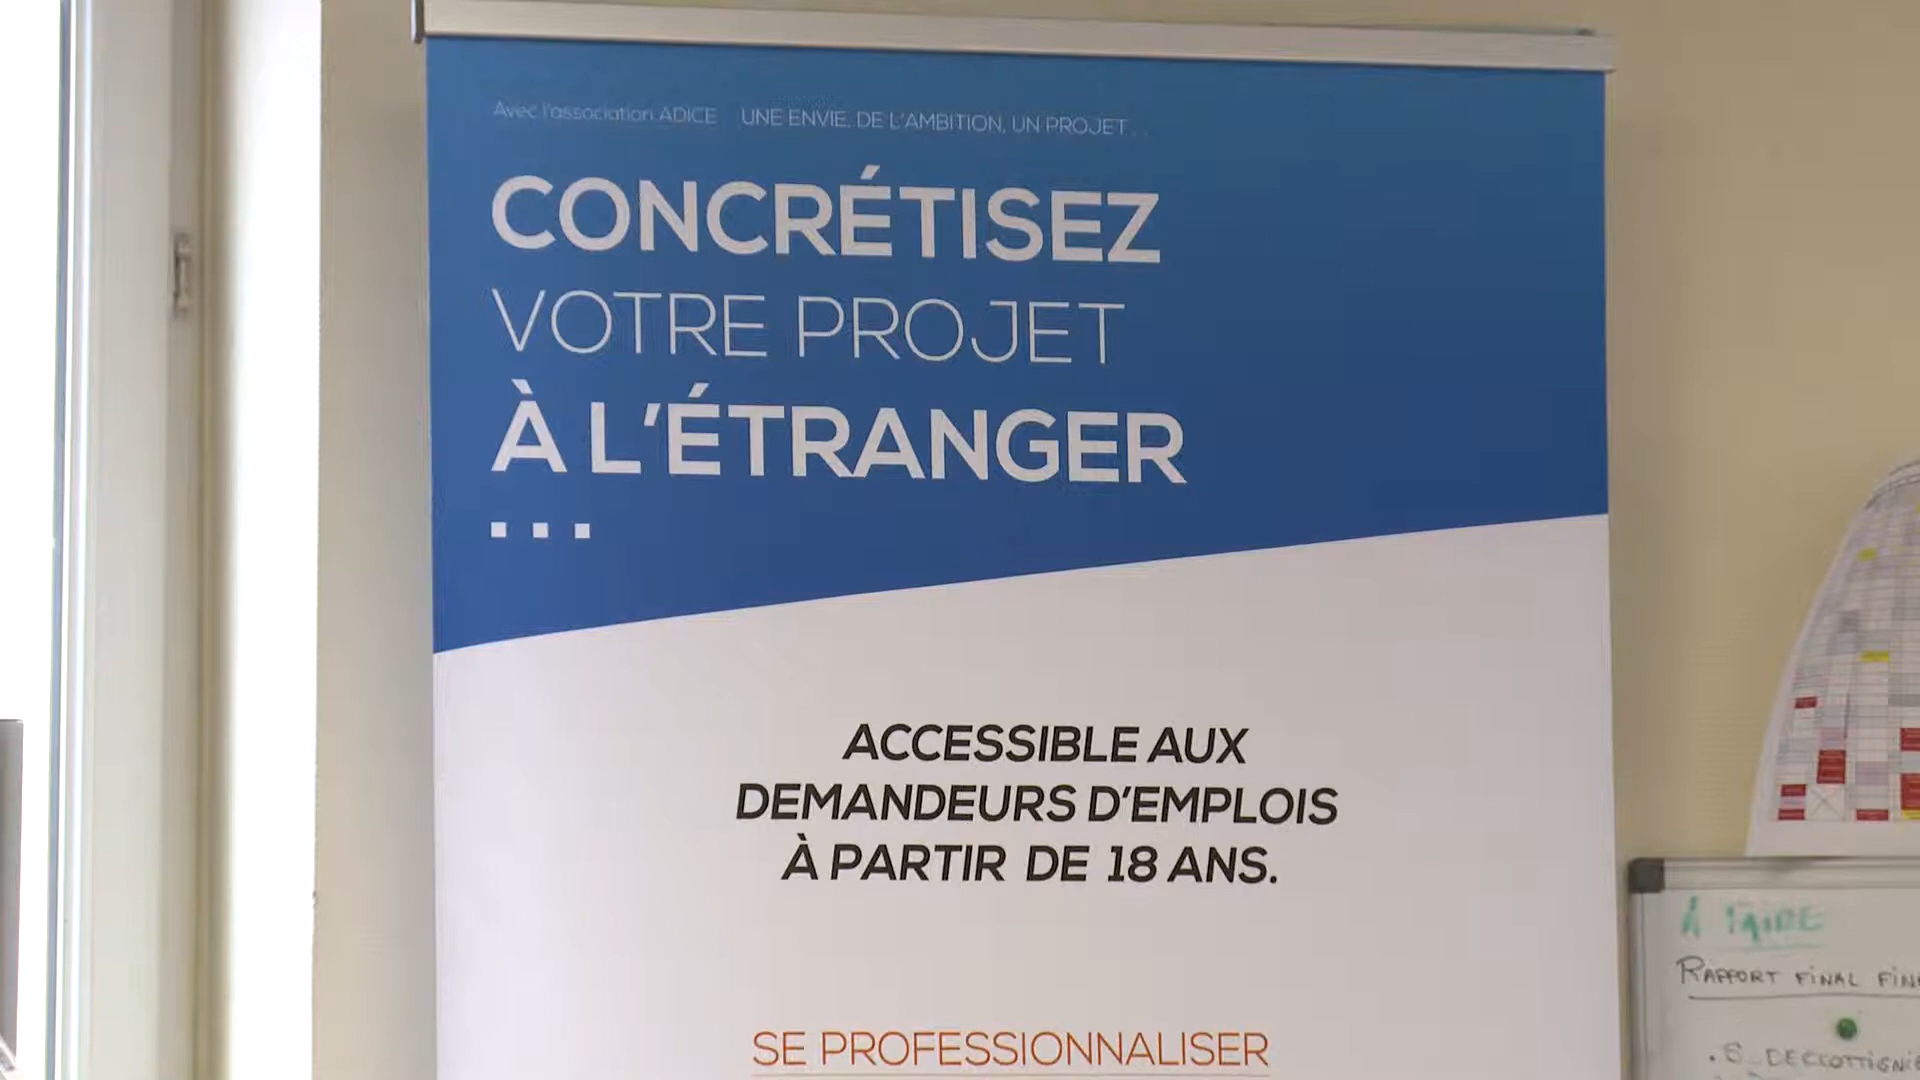 Avec l'association ADICE UNE ENVIE, DE L'AMBITION, UN PROJET...
CONCRÉTISEZ
VOTRE PROJET
À L'ÉTRANGER
...
ACCESSIBLE AUX
DEMANDEURS D'EMPLOIS
À PARTIR DE 18 ANS.
SE PROFESSIONNALISER
À FAIRE
RAPPORT FINAL